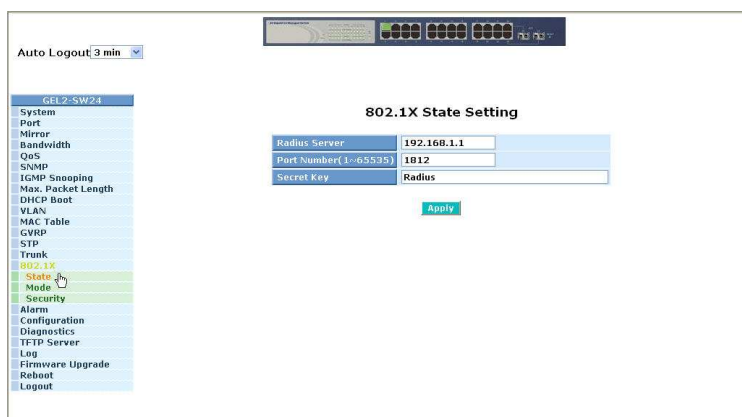 Auto Logout 3 min
GEL2-SW24
System
Port
Mirror
Bandwidth
QoS
SNMP
IGMP Snooping
Max. Packet Length
DHCP Boot
VLAN
MAC Table
GVRP
STP
Trunk
802.1X
State
Mode
Security
Alarm
Configuration
Diagnostics
TFTP Server
Log
Firmware Upgrade
Reboot
Logout
802.1X State Setting
Radius Server 192.168.1.1
Port Number(1~65535) 1812
Secret Key Radius
Apply